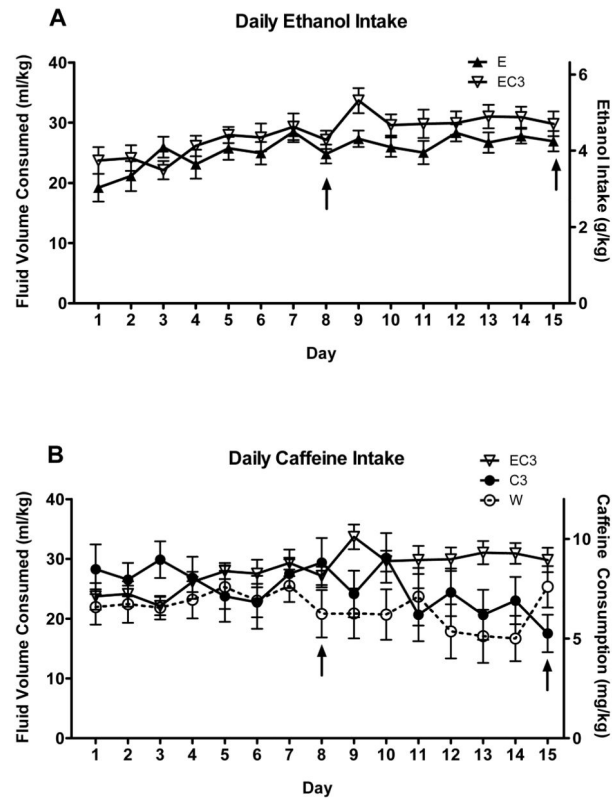 A
Daily Ethanol Intake
E
EC3
Fluid Volume Consumed (ml/kg)
40
30
20
10
0
Ethanol Intake (g/kg)
6
4
2
0
1 2 3 4 5 6 7 8 9 10 11 12 13 14 15
Day
B
Daily Caffeine Intake
EC3
C3
W
Fluid Volume Consumed (ml/kg)
40
30
20
10
0
Caffeine Consumption (mg/kg)
10
5
0
1 2 3 4 5 6 7 8 9 10 11 12 13 14 15
Day